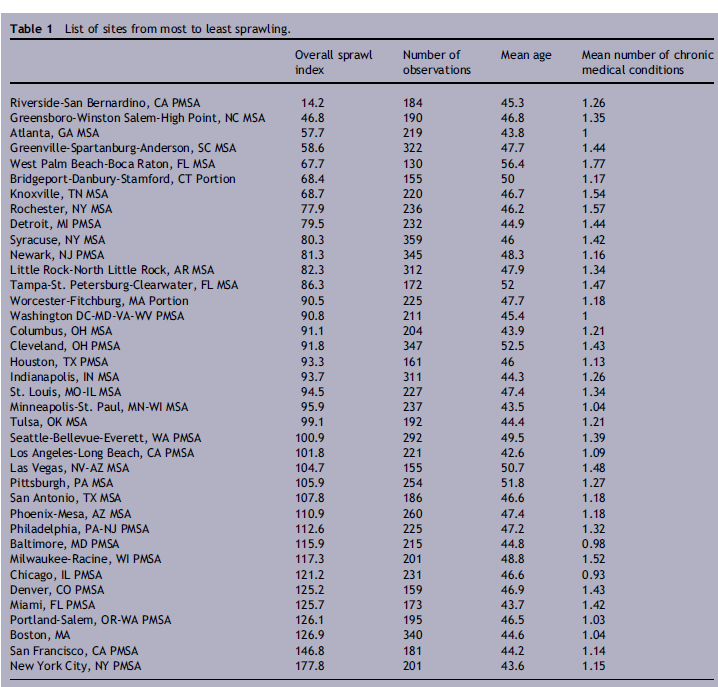 Table 1 List of sites from most to least sprawling.
Overall sprawl index Number of observations Mean age Mean number of chronic medical conditions
Riverside-San Bernardino, CA PMSA 14.2 184 45.3 1.26
Greensboro-Winston Salem-High Point, NC MSA 46.8 190 46.8 1.35
Atlanta, GA MSA 57.7 219 43.8 1
Greenville-Spartanburg-Anderson, SC MSA 58.6 322 47.7 1.44
West Palm Beach-Boca Raton, FL MSA 67.7 130 56.4 1.77
Bridgeport-Danbury-Stamford, CT Portion 68.4 155 50 1.17
Knoxville, TN MSA 68.7 220 46.7 1.54
Rochester, NY MSA 77.9 236 46.2 1.57
Detroit, MI PMSA 79.5 232 44.9 1.44
Syracuse, NY MSA 80.3 359 46 1.42
Newark, NJ PMSA 81.3 345 48.3 1.16
Little Rock-North Little Rock, AR MSA 82.3 312 47.9 1.34
Tampa-St. Petersburg-Clearwater, FL MSA 86.3 172 52 1.47
Worcester-Fitchburg, MA Portion 90.5 225 47.7 1.18
Washington DC-MD-VA-WV PMSA 90.8 211 45.4 1
Columbus, OH MSA 91.1 204 43.9 1.21
Cleveland, OH PMSA 91.8 347 52.5 1.43
Houston, TX PMSA 93.3 161 46 1.13
Indianapolis, IN MSA 93.7 311 44.3 1.26
St. Louis, MO-IL MSA 94.5 227 47.4 1.34
Minneapolis-St. Paul, MN-WI MSA 95.9 237 43.5 1.04
Tulsa, OK MSA 99.1 192 44.4 1.21
Seattle-Bellevue-Everett, WA PMSA 100.9 292 49.5 1.39
Los Angeles-Long Beach, CA PMSA 101.8 221 42.6 1.09
Las Vegas, NV-AZ MSA 104.7 155 50.7 1.48
Pittsburgh, PA MSA 105.9 254 51.8 1.27
San Antonio, TX MSA 107.8 186 46.6 1.18
Phoenix-Mesa, AZ MSA 110.9 260 47.4 1.18
Philadelphia, PA-NJ PMSA 112.6 225 47.2 1.32
Baltimore, MD PMSA 115.9 215 44.8 0.98
Milwaukee-Racine, WI PMSA 117.3 201 48.8 1.52
Chicago, IL PMSA 121.2 231 46.6 0.93
Denver, CO PMSA 125.2 159 46.9 1.43
Miami, FL PMSA 125.7 173 43.7 1.42
Portland-Salem, OR-WA PMSA 126.1 195 46.5 1.03
Boston, MA 126.9 340 44.6 1.04
San Francisco, CA PMSA 146.8 181 44.2 1.14
New York City, NY PMSA 177.8 201 43.6 1.15